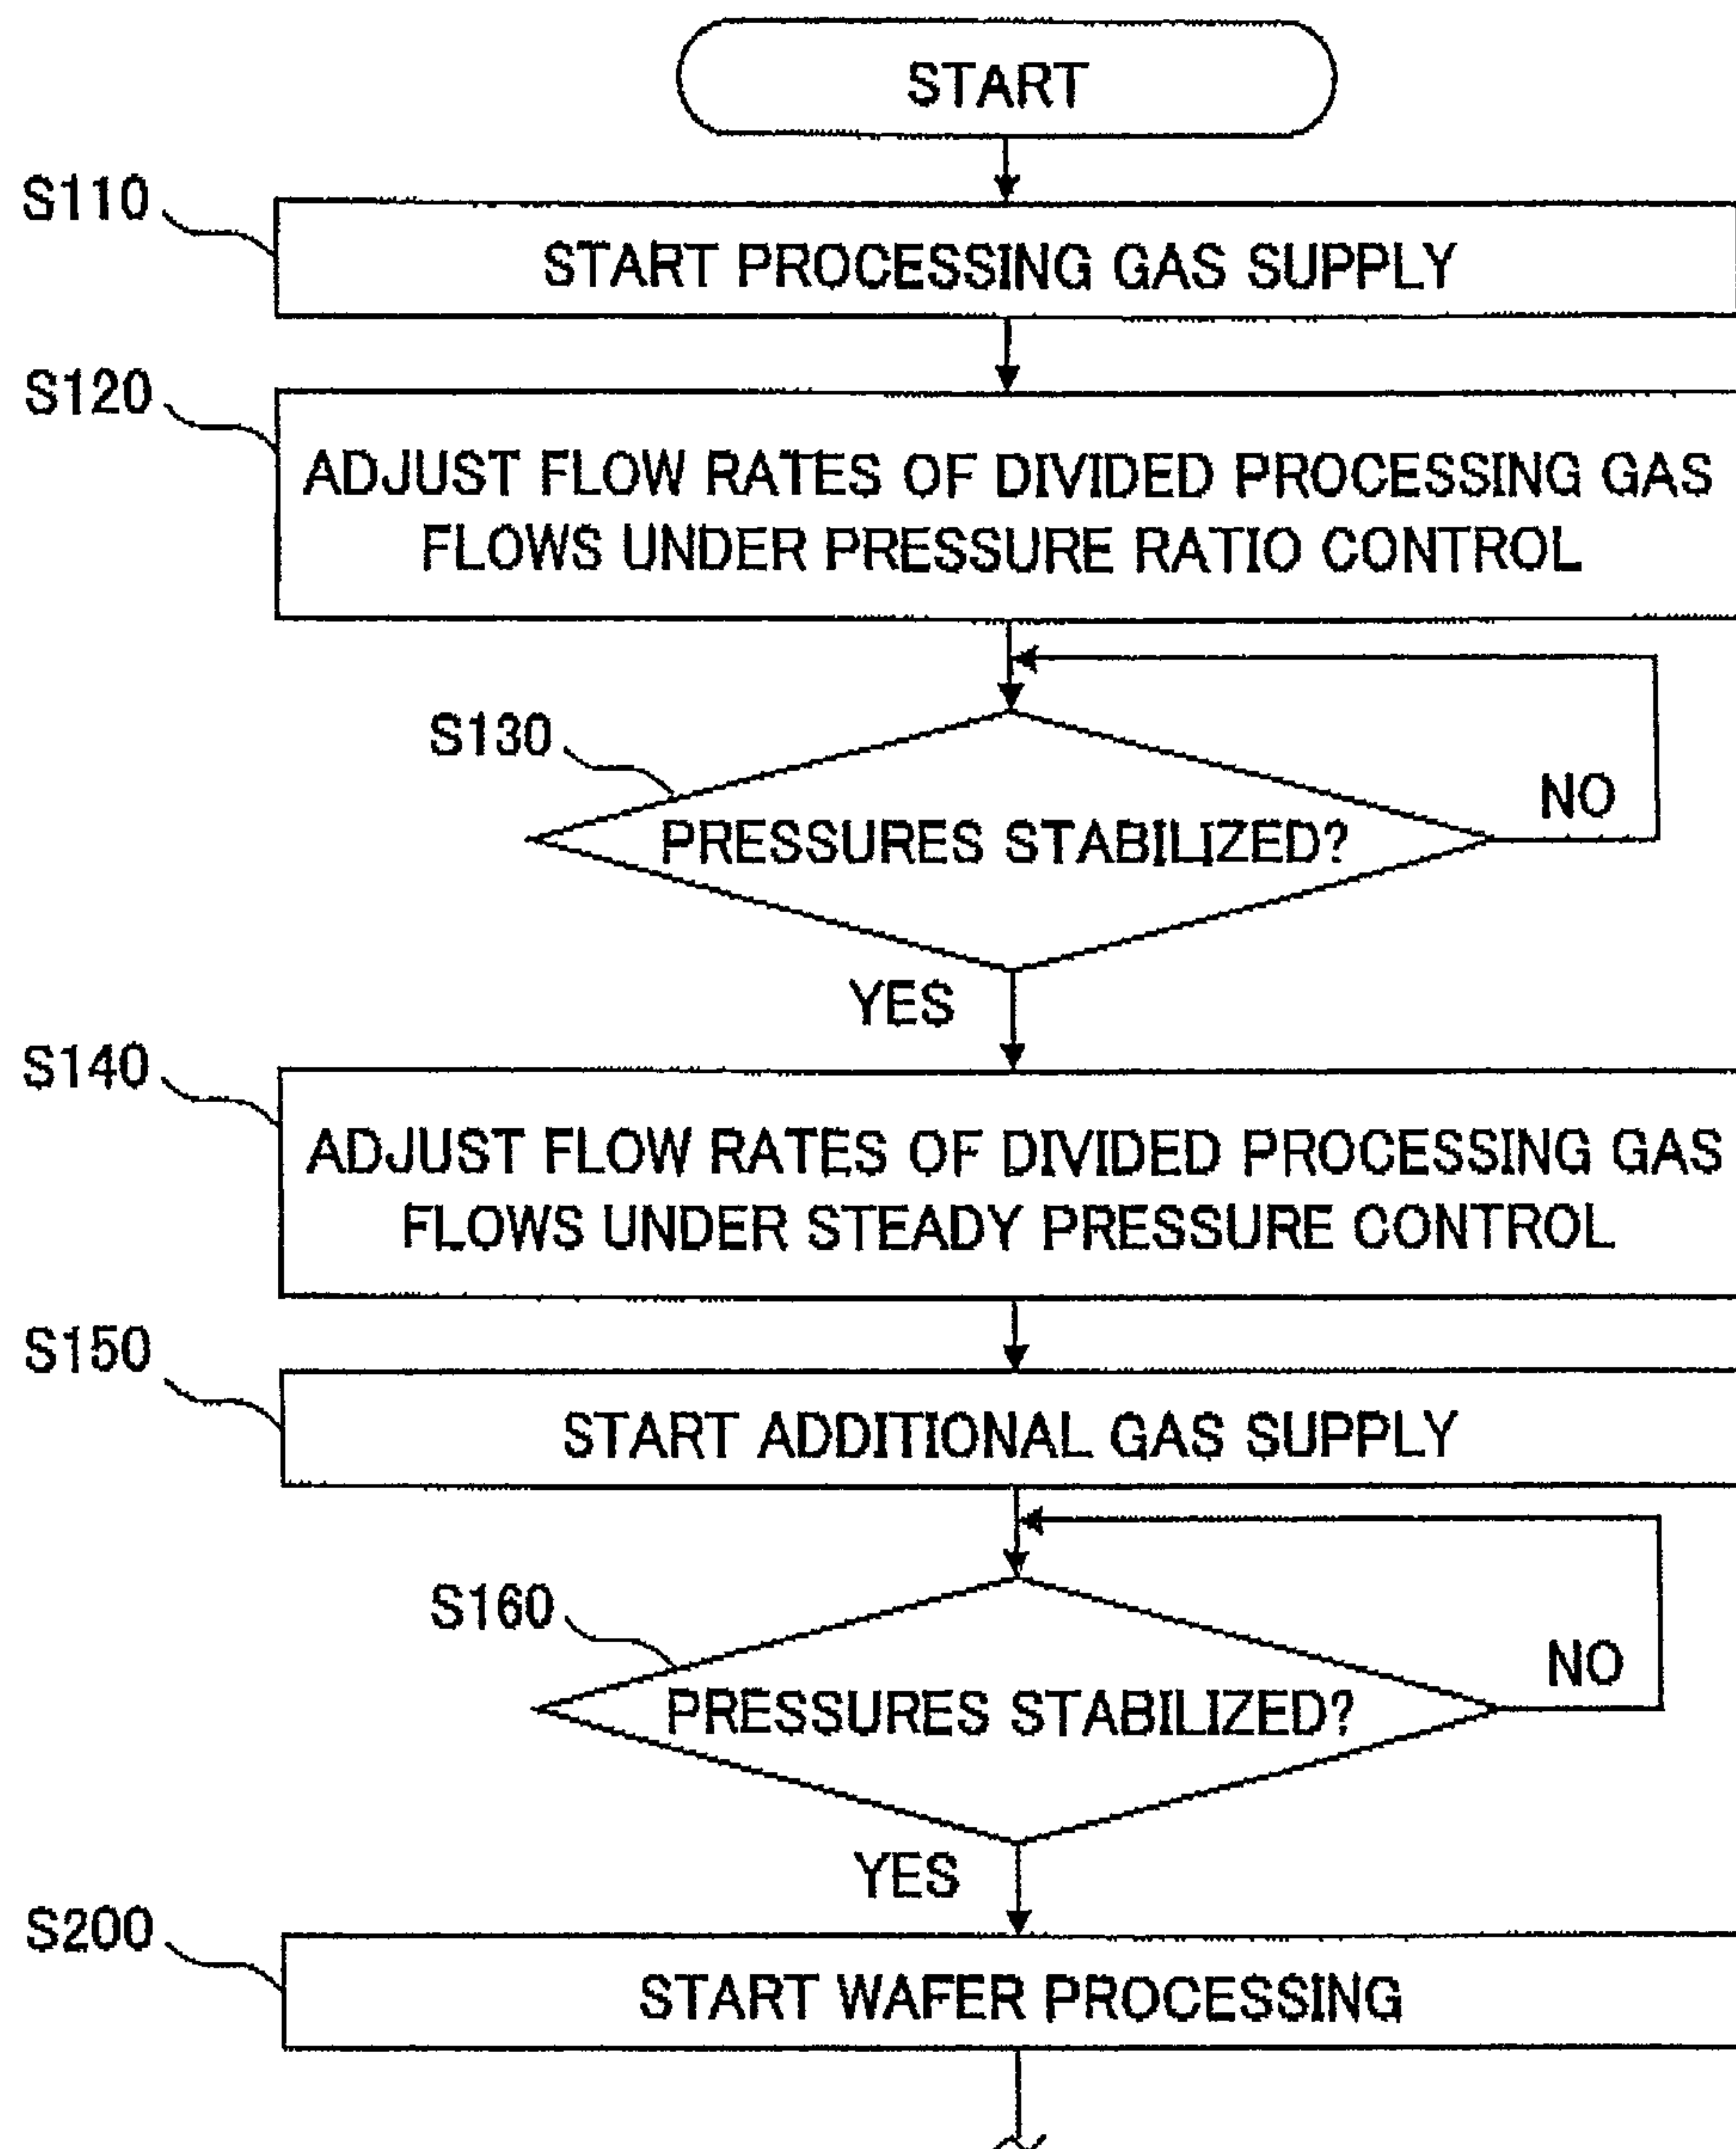 START
S110
START PROCESSING GAS SUPPLY
S120
ADJUST FLOW RATES OF DIVIDED PROCESSING GAS
FLOWS UNDER PRESSURE RATIO CONTROL
S130
NO
PRESSURES STABILIZED?
YES
S140
ADJUST FLOW RATES OF DIVIDED PROCESSING GAS
FLOWS UNDER STEADY PRESSURE CONTROL
S150
START ADDITIONAL GAS SUPPLY
S160
NO
PRESSURES STABILIZED?
YES
S200
START WAFER PROCESSING